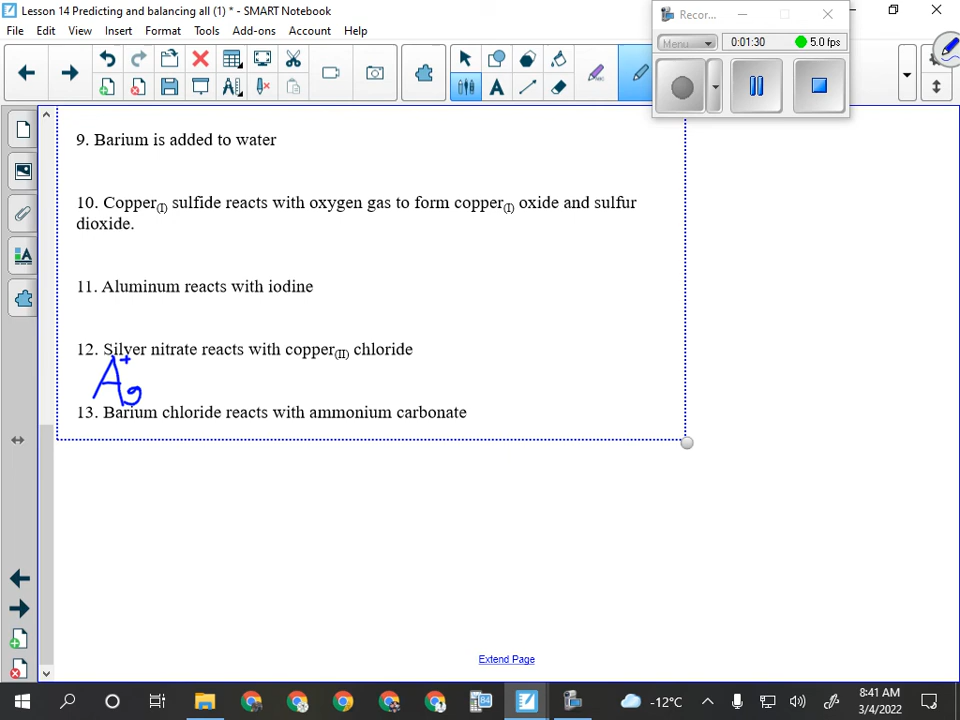 Lesson 14 Predicting and balancing all (1) * - SMART Notebook
Recor...
File Edit View Insert Format Tools Add-ons Account Help
Menu 0:01:30 5.0 fps
9. Barium is added to water
10. Copper(I) sulfide reacts with oxygen gas to form copper(I) oxide and sulfur
dioxide.
11. Aluminum reacts with iodine
12. Silver nitrate reacts with copper(II) chloride
Ag+
13. Barium chloride reacts with ammonium carbonate
Extend Page
84
-12°C
8:41 AM
3/4/2022